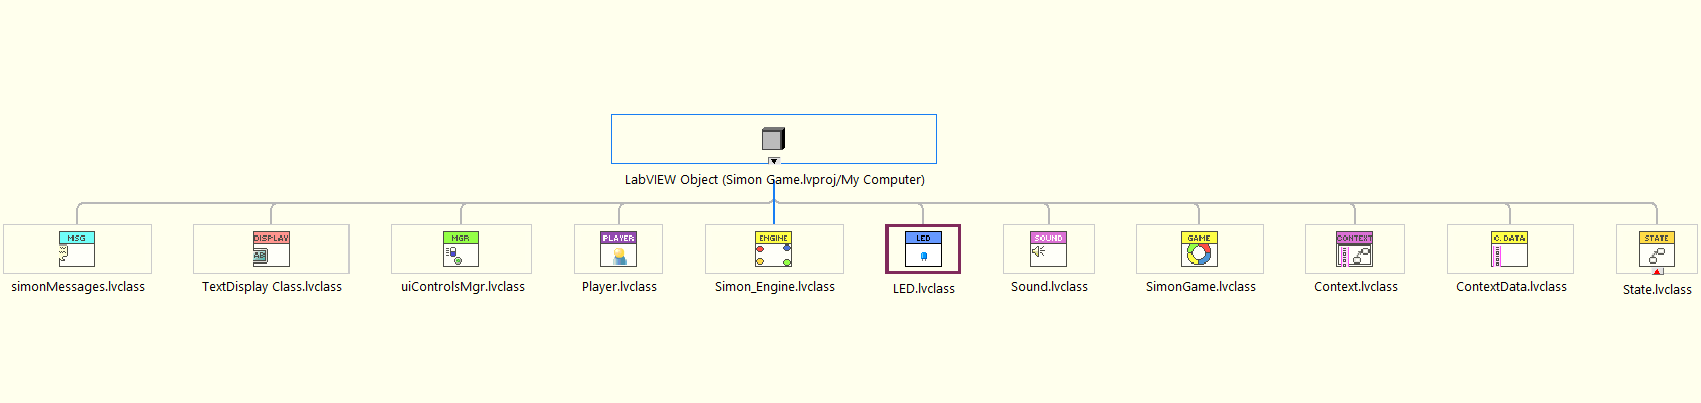 LabVIEW Object (Simon Game.lvproj/My Computer)
MSG
DISPLAY
MGR
PLAYER
ENGINE
LED
SOUND
GAME
CONTEXT
C. DATA
STATE
AB
simonMessages.lvclass
TextDisplay Class.lvclass
uiControlsMgr.lvclass
Player.lvclass
Simon_Engine.lvclass
LED.lvclass
Sound.lvclass
SimonGame.lvclass
Context.lvclass
ContextData.lvclass
State.lvclass